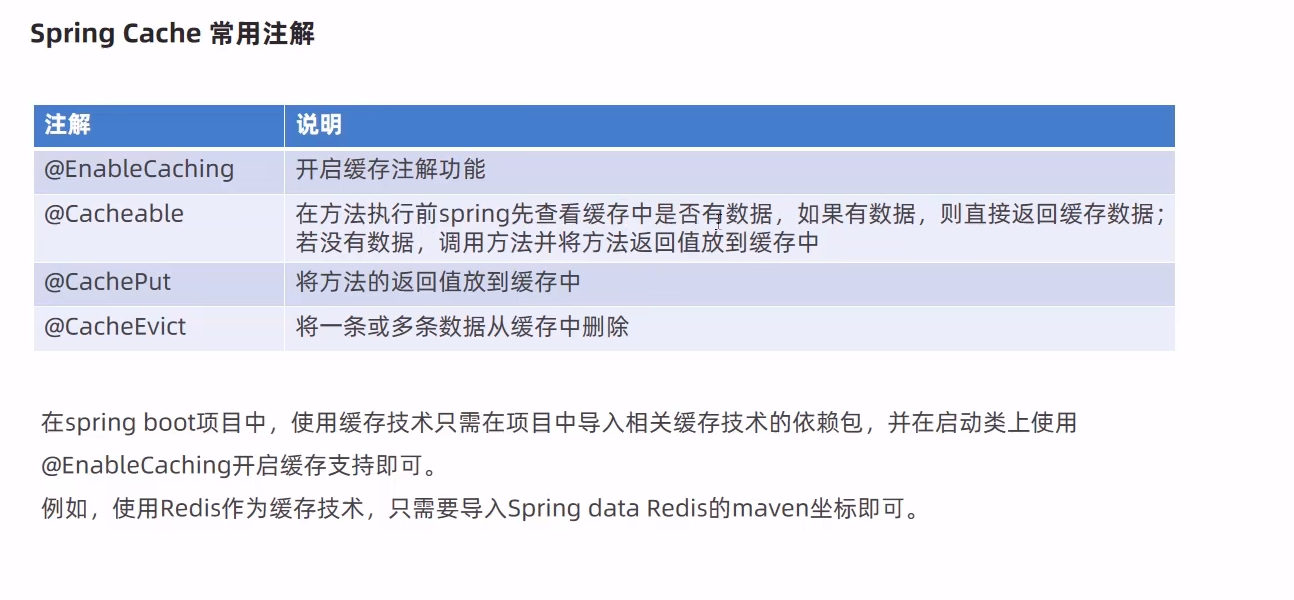 Spring Cache 常用注解
注解 说明
@EnableCaching 开启缓存注解功能
@Cacheable 在方法执行前spring先查看缓存中是否有数据，如果有数据，则直接返回缓存数据；
若没有数据，调用方法并将方法返回值放到缓存中
@CachePut 将方法的返回值放到缓存中
@CacheEvict 将一条或多条数据从缓存中删除
在spring boot项目中，使用缓存技术只需在项目中导入相关缓存技术的依赖包，并在启动类上使用
@EnableCaching开启缓存支持即可。
例如，使用Redis作为缓存技术，只需要导入Spring data Redis的maven坐标即可。